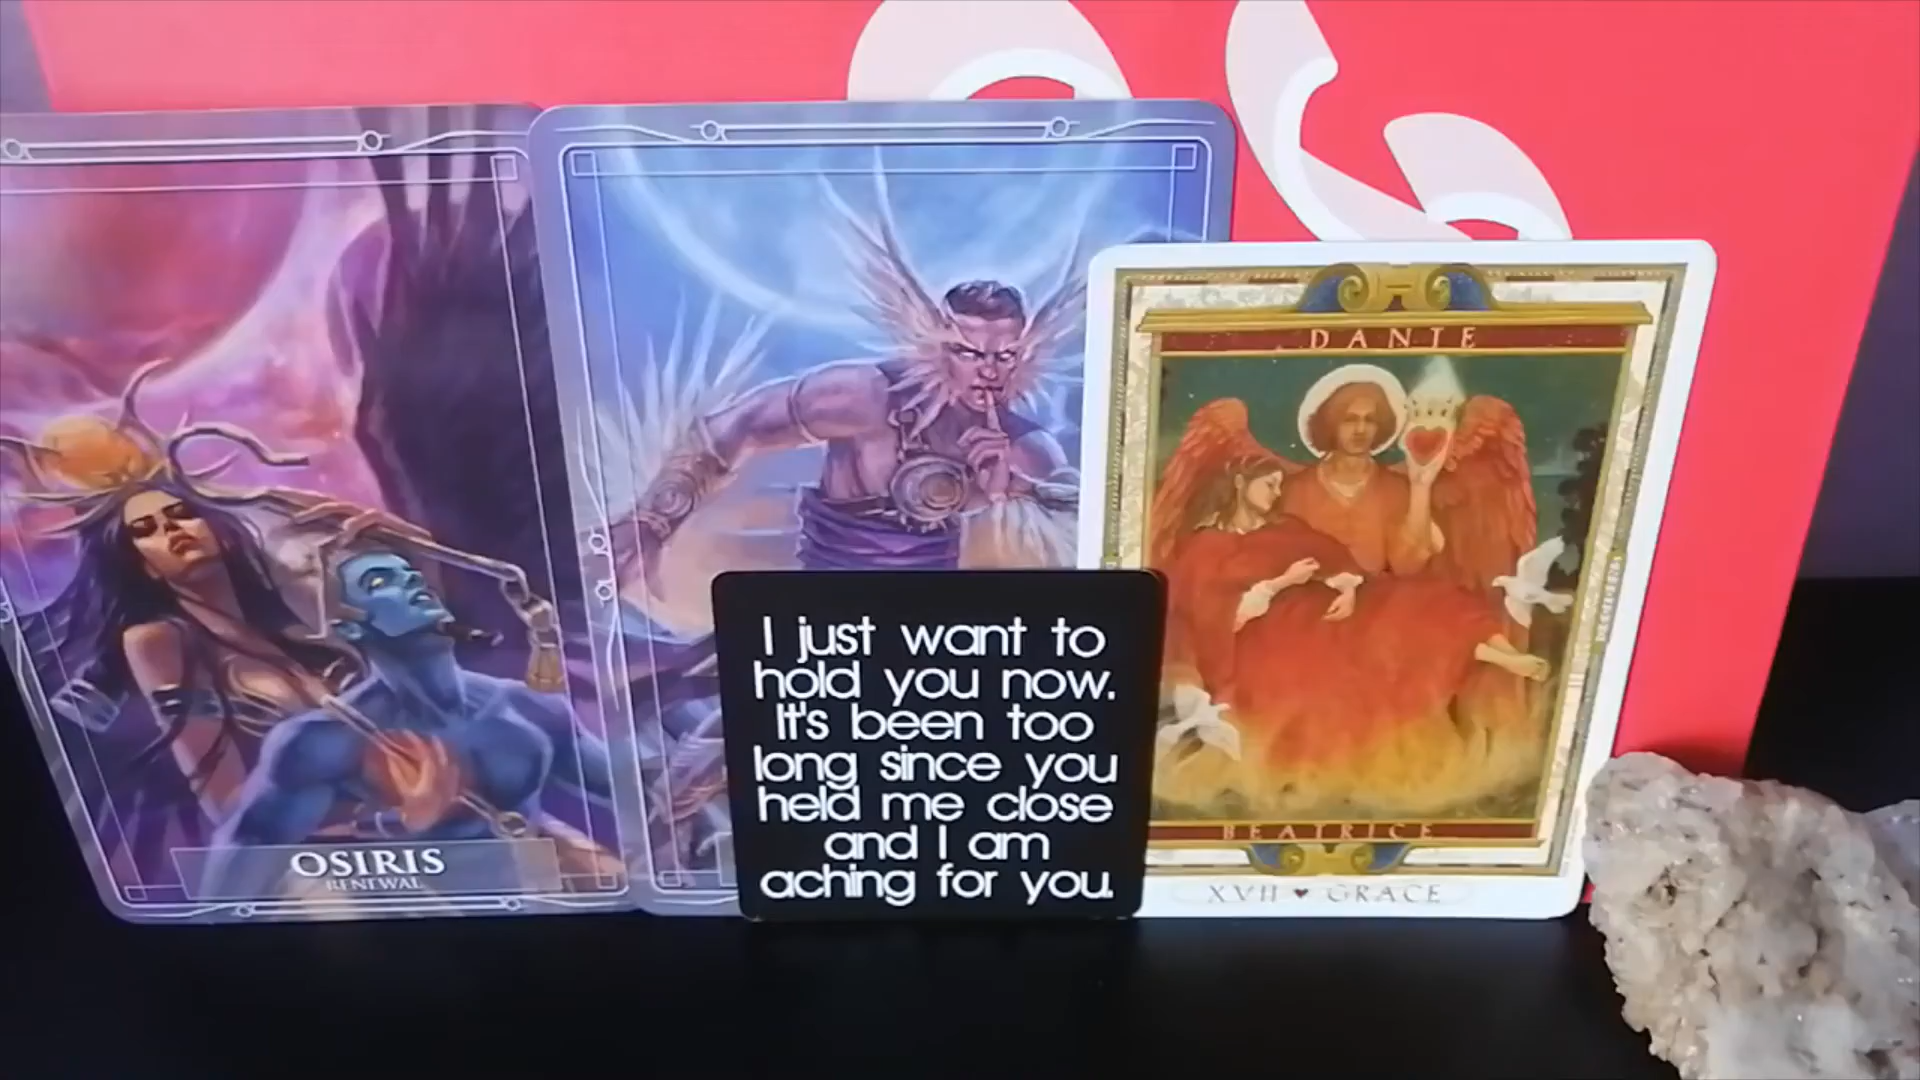 OSIRIS
RENEWAL
I just want to
hold you now.
It's been too
long since you
held me close
and I am
aching for you.
DANTE
BEATRICE
XVII ♥ GRACE